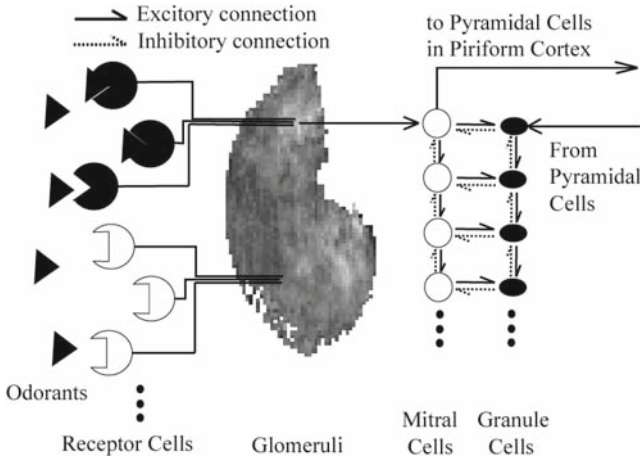 Excitory connection
Inhibitory connection
to Pyramidal Cells
in Piriform Cortex
From
Pyramidal
Cells
Odorants
Receptor Cells
Glomeruli
Mitral
Cells
Granule
Cells